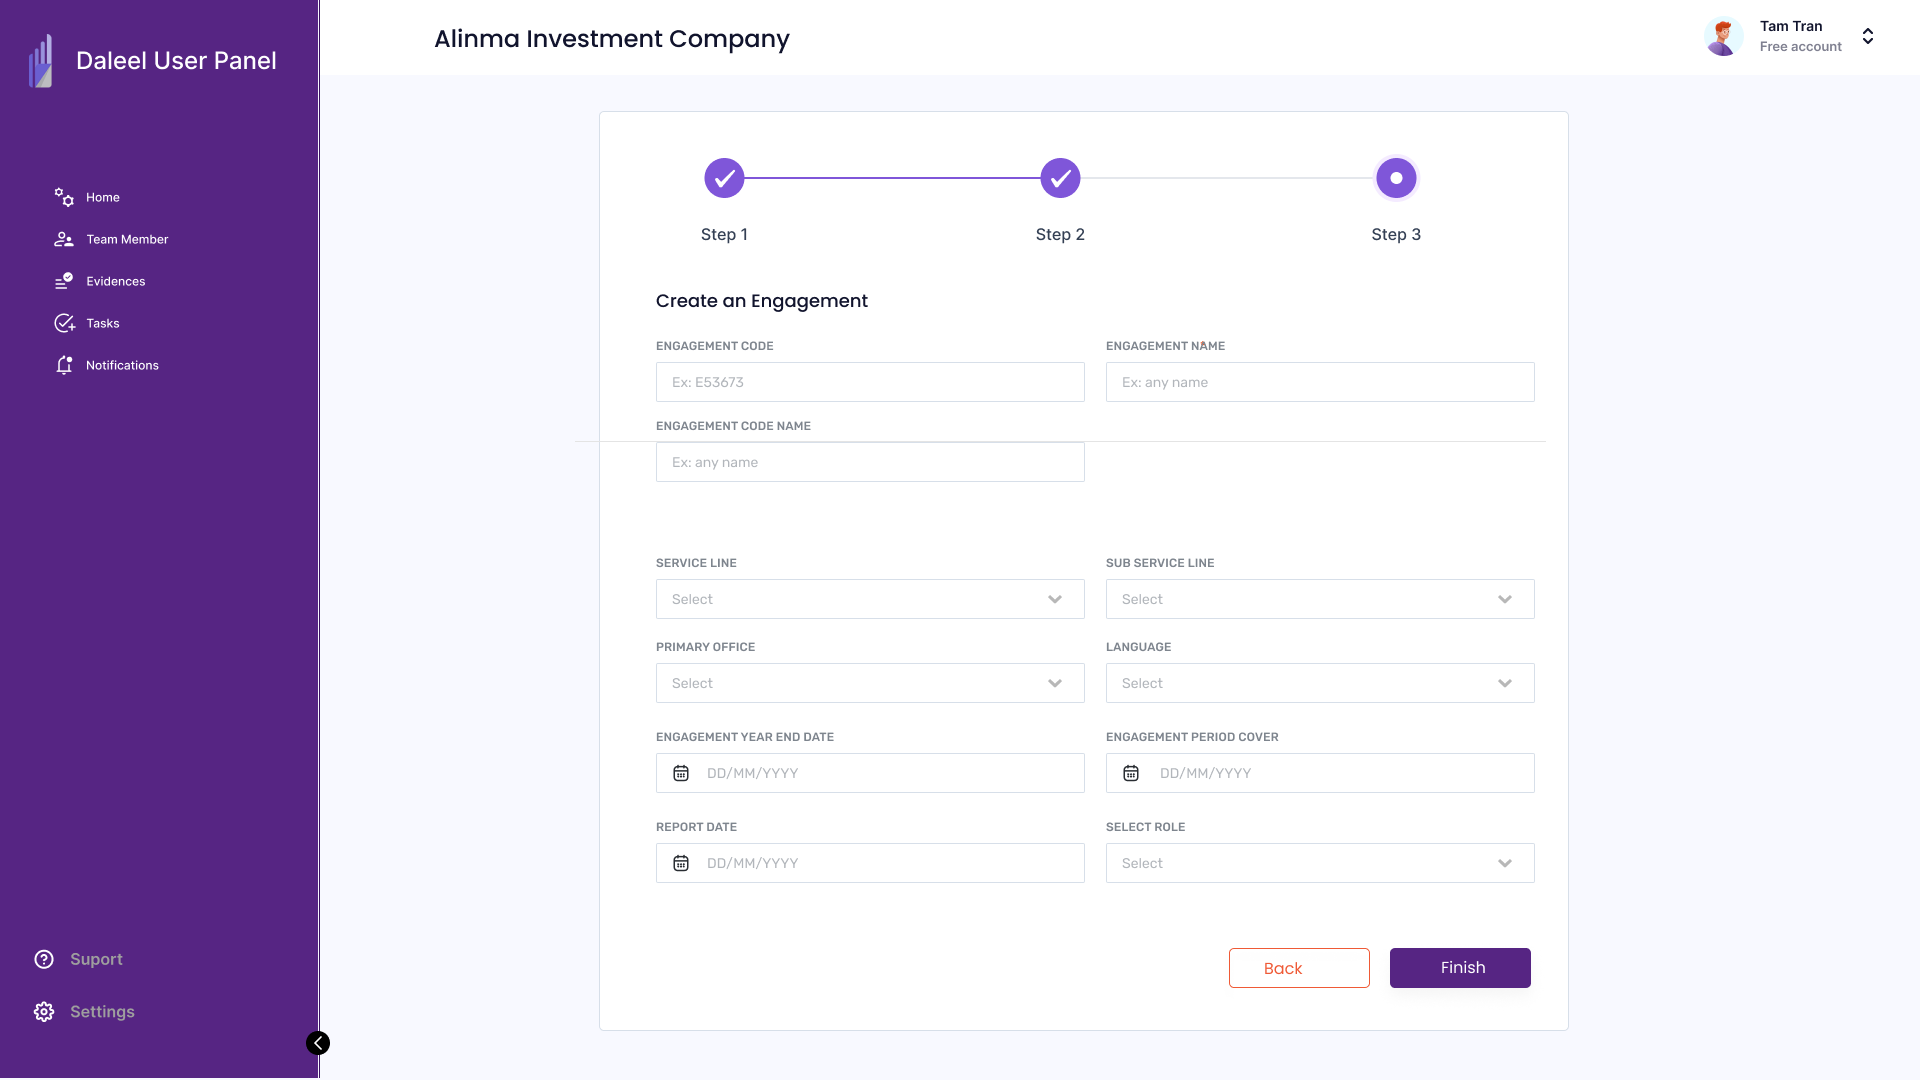 Daleel User Panel
Alinma Investment Company
Tam Tran
Free account
Home
Team Member
Evidences
Tasks
Notifications
Suport
Settings
Step 1
Step 2
Step 3
Create an Engagement
ENGAGEMENT CODE
Ex: E53673
ENGAGEMENT NAME
Ex: any name
ENGAGEMENT CODE NAME
Ex: any name
SERVICE LINE
Select
SUB SERVICE LINE
Select
PRIMARY OFFICE
Select
LANGUAGE
Select
ENGAGEMENT YEAR END DATE
DD/MM/YYYY
ENGAGEMENT PERIOD COVER
DD/MM/YYYY
REPORT DATE
DD/MM/YYYY
SELECT ROLE
Select
Back
Finish